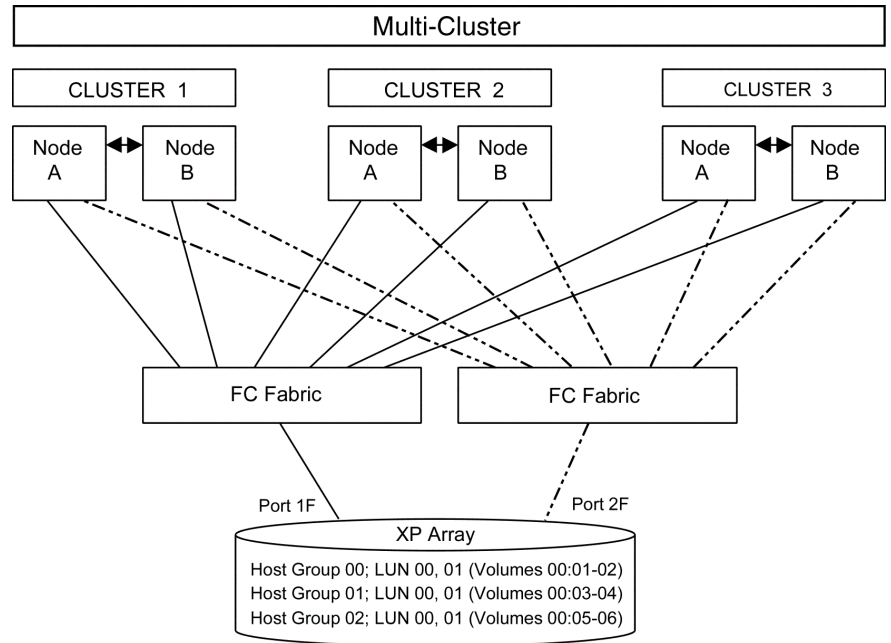 Multi-Cluster
CLUSTER 1
CLUSTER 2
CLUSTER 3
Node
A
Node
B
Node
A
Node
B
Node
A
Node
B
FC Fabric
FC Fabric
Port 1F
Port 2F
XP Array
Host Group 00; LUN 00, 01 (Volumes 00:01-02)
Host Group 01; LUN 00, 01 (Volumes 00:03-04)
Host Group 02; LUN 00, 01 (Volumes 00:05-06)